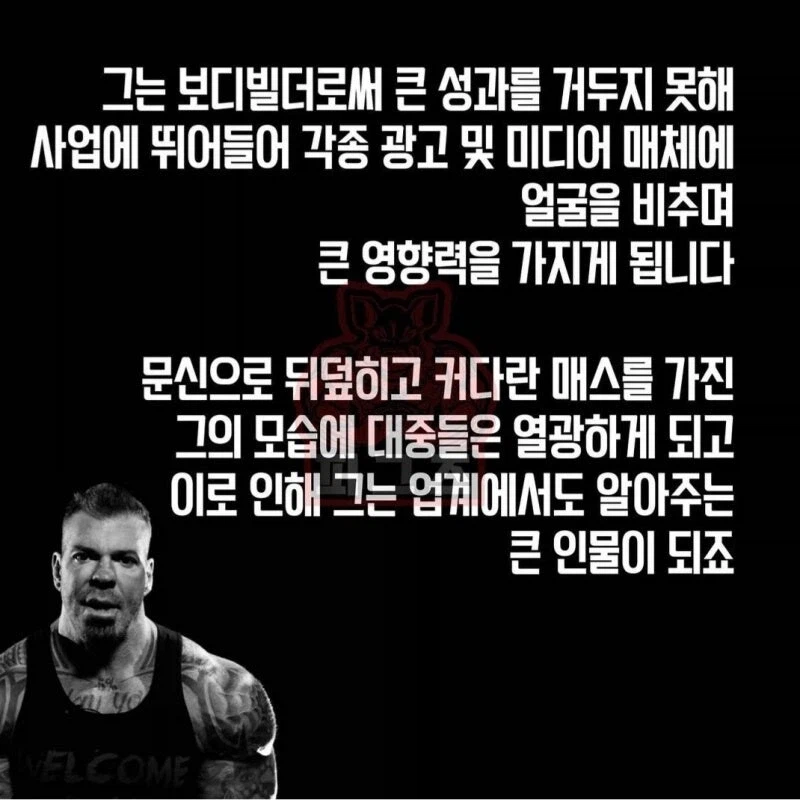 그는 보디빌더로써 큰 성과를 거두지 못해
사업에 뛰어들어 각종 광고 및 미디어 매체에
얼굴을 비추며
큰 영향력을 가지게 됩니다
문신으로 뒤덮히고 커다란 매스를 가진
그의 모습에 대중들은 열광하게 되고
이로 인해 그는 업계에서도 알아주는
큰 인물이 되죠
5%
WELCOME